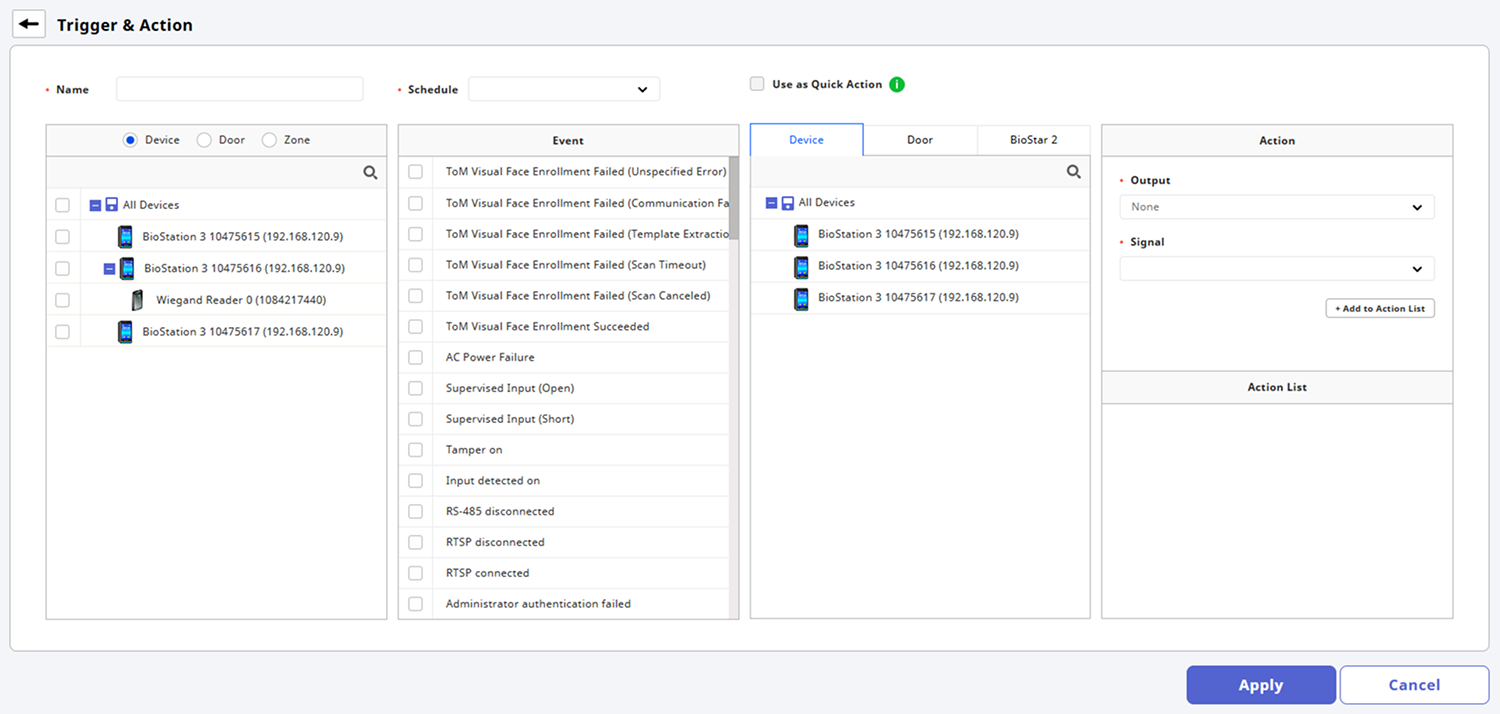 Trigger & Action
• Name
• Schedule
Use as Quick Action
i
Device Door Zone
All Devices
BioStation 3 10475615 (192.168.120.9)
BioStation 3 10475616 (192.168.120.9)
Wiegand Reader 0 (1084217440)
BioStation 3 10475617 (192.168.120.9)
Event
ToM Visual Face Enrollment Failed (Unspecified Error)
ToM Visual Face Enrollment Failed (Communication Fa
ToM Visual Face Enrollment Failed (Template Extractio
ToM Visual Face Enrollment Failed (Scan Timeout)
ToM Visual Face Enrollment Failed (Scan Canceled)
ToM Visual Face Enrollment Succeeded
AC Power Failure
Supervised Input (Open)
Supervised Input (Short)
Tamper on
Input detected on
RS-485 disconnected
RTSP disconnected
RTSP connected
Administrator authentication failed
Device Door BioStar 2
All Devices
BioStation 3 10475615 (192.168.120.9)
BioStation 3 10475616 (192.168.120.9)
BioStation 3 10475617 (192.168.120.9)
Action
• Output
None
• Signal
+ Add to Action List
Action List
Apply
Cancel